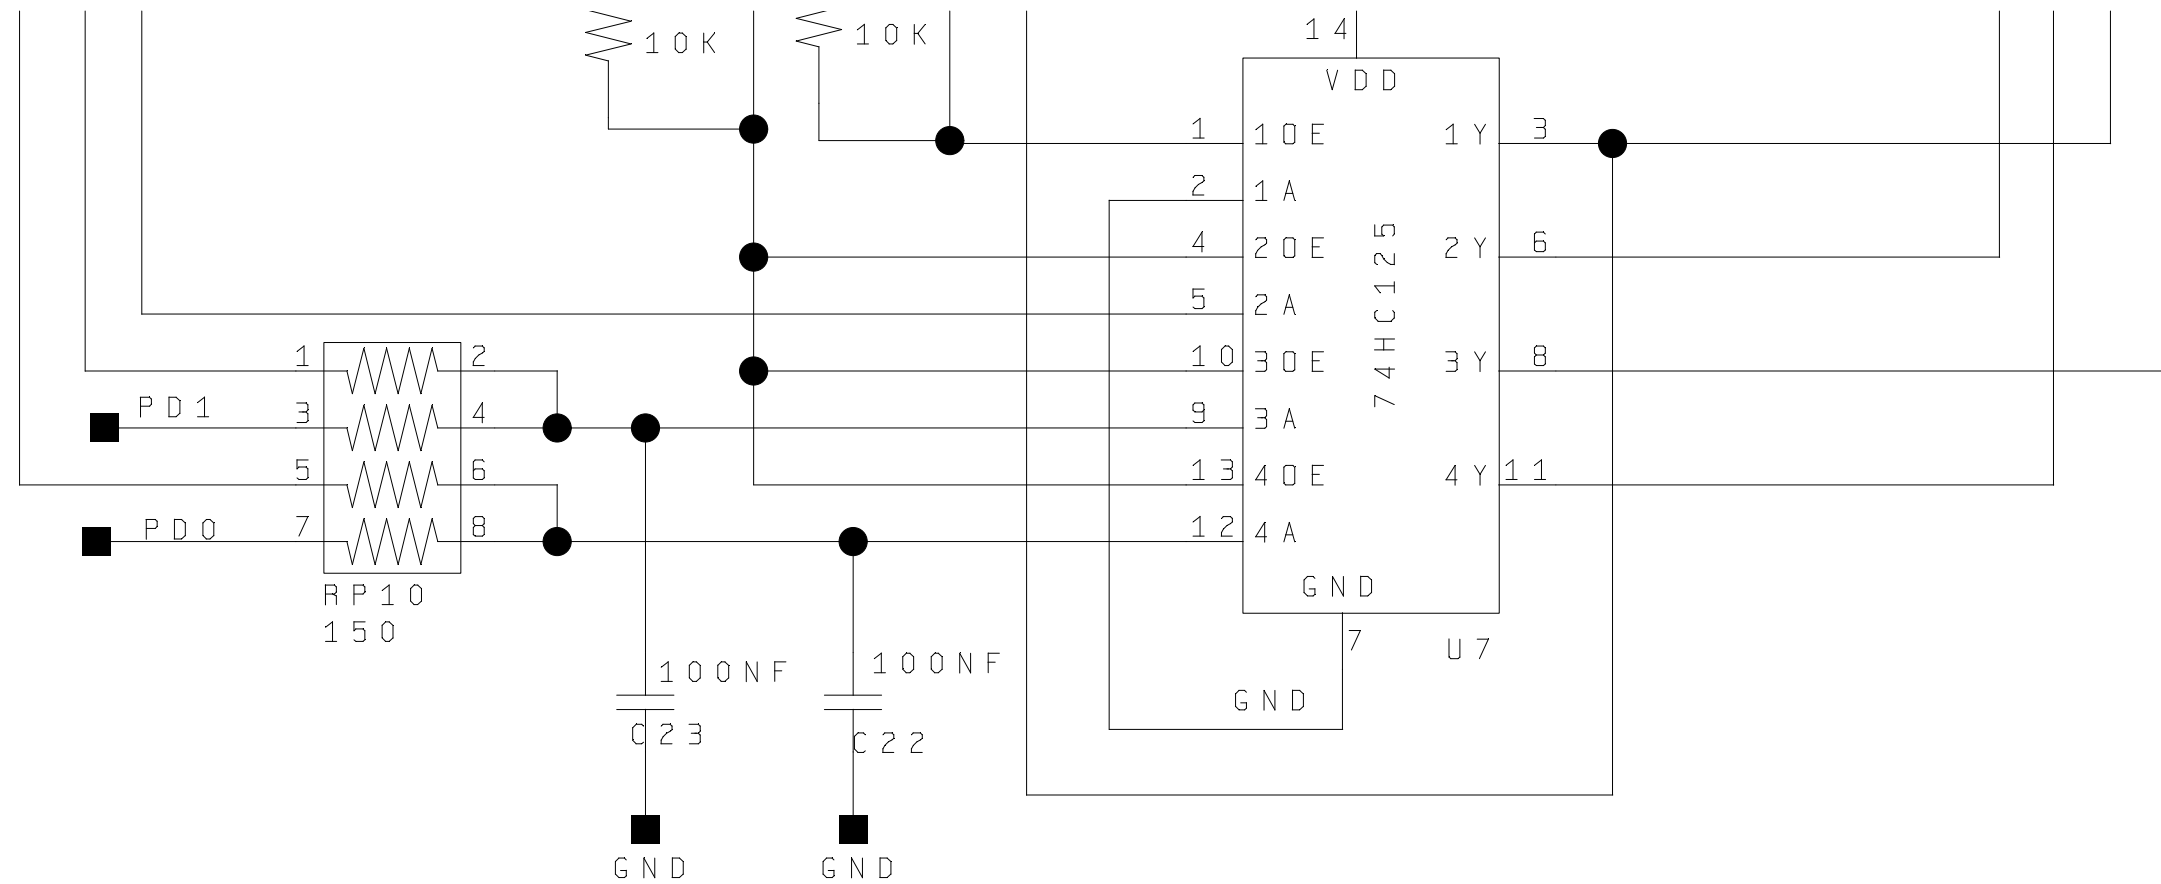 14
10K 10K
VDD
1 1OE 1Y 3
2 1A
4 2OE 2Y 6
5 2A
74HC125
1 2 10 3OE 3Y 8
PD1 3 4 9 3A
5 6 13 4OE 4Y 11
PD0 7 8 12 4A
RP10
150
GND
7 U7
100NF 100NF
GND
C23 C22
GND GND